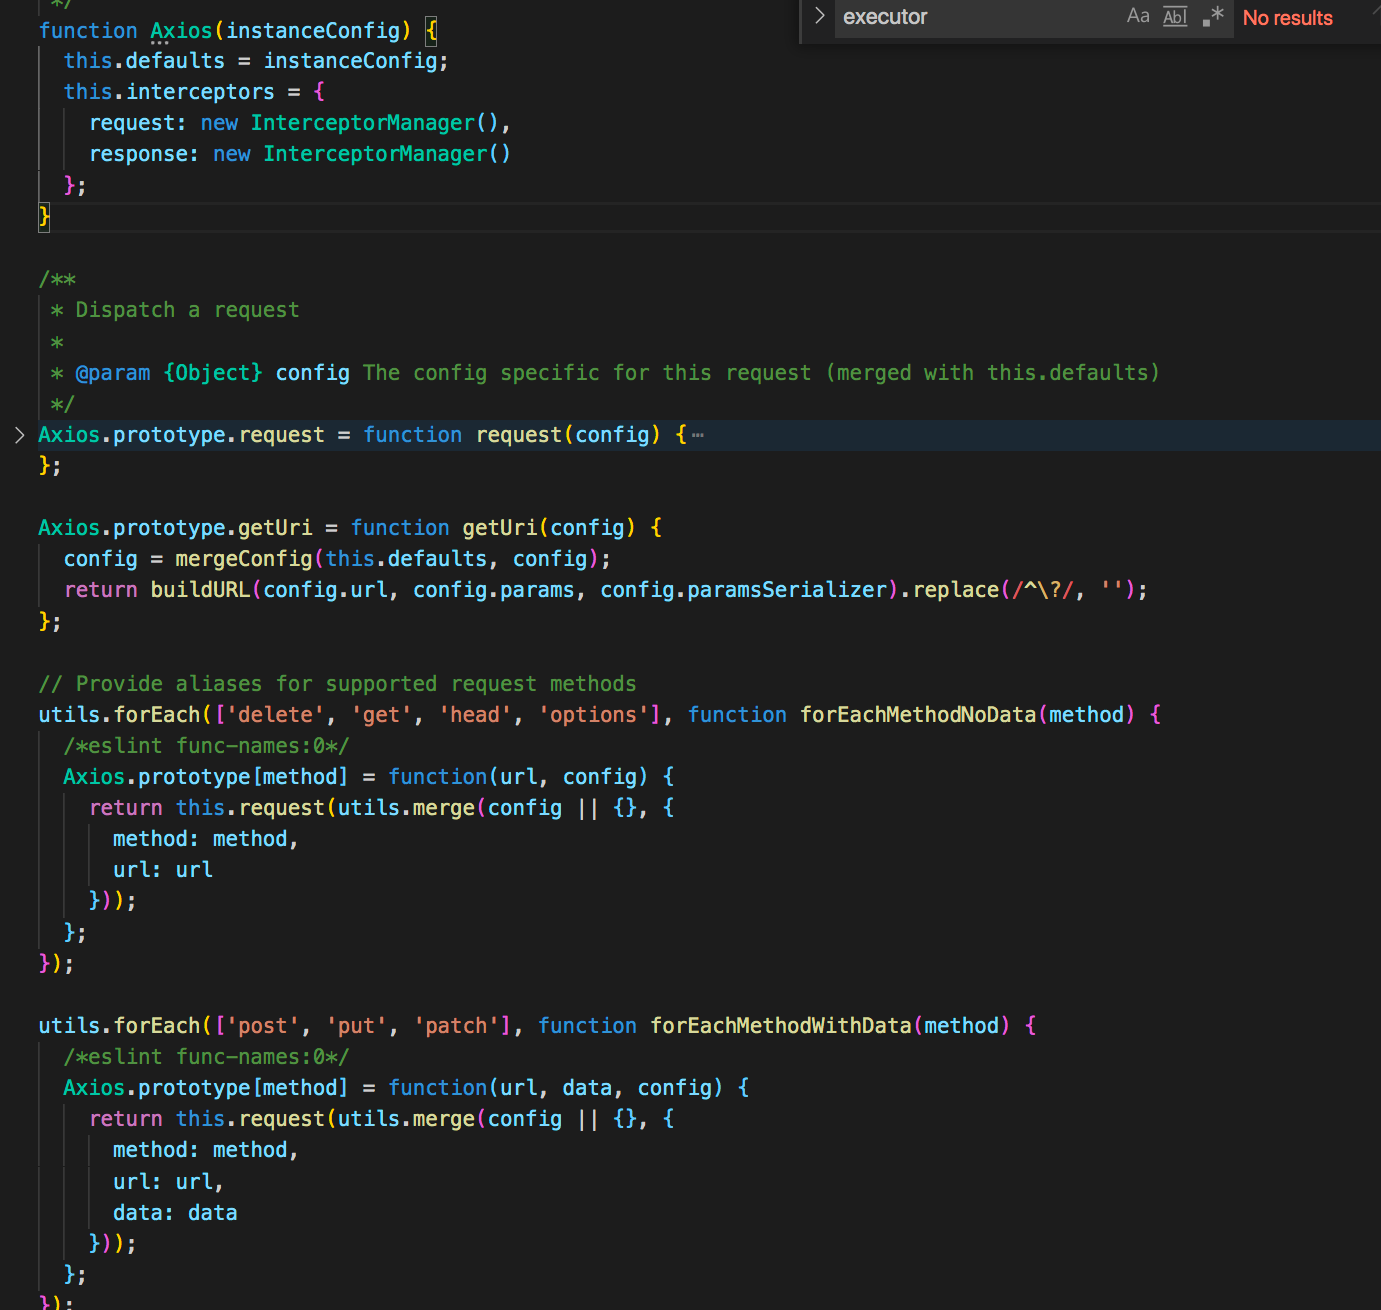 */
function Axios(instanceConfig) {
executor Aa Abl .* No results
  this.defaults = instanceConfig;
  this.interceptors = {
    request: new InterceptorManager(),
    response: new InterceptorManager()
  };
}
/**
 * Dispatch a request
 *
 * @param {Object} config The config specific for this request (merged with this.defaults)
 */
Axios.prototype.request = function request(config) {…
};
Axios.prototype.getUri = function getUri(config) {
  config = mergeConfig(this.defaults, config);
  return buildURL(config.url, config.params, config.paramsSerializer).replace(/^\?/, '');
};
// Provide aliases for supported request methods
utils.forEach(['delete', 'get', 'head', 'options'], function forEachMethodNoData(method) {
  /*eslint func-names:0*/
  Axios.prototype[method] = function(url, config) {
    return this.request(utils.merge(config || {}, {
      method: method,
      url: url
    }));
  };
});
utils.forEach(['post', 'put', 'patch'], function forEachMethodWithData(method) {
  /*eslint func-names:0*/
  Axios.prototype[method] = function(url, data, config) {
    return this.request(utils.merge(config || {}, {
      method: method,
      url: url,
      data: data
    }));
  };
});